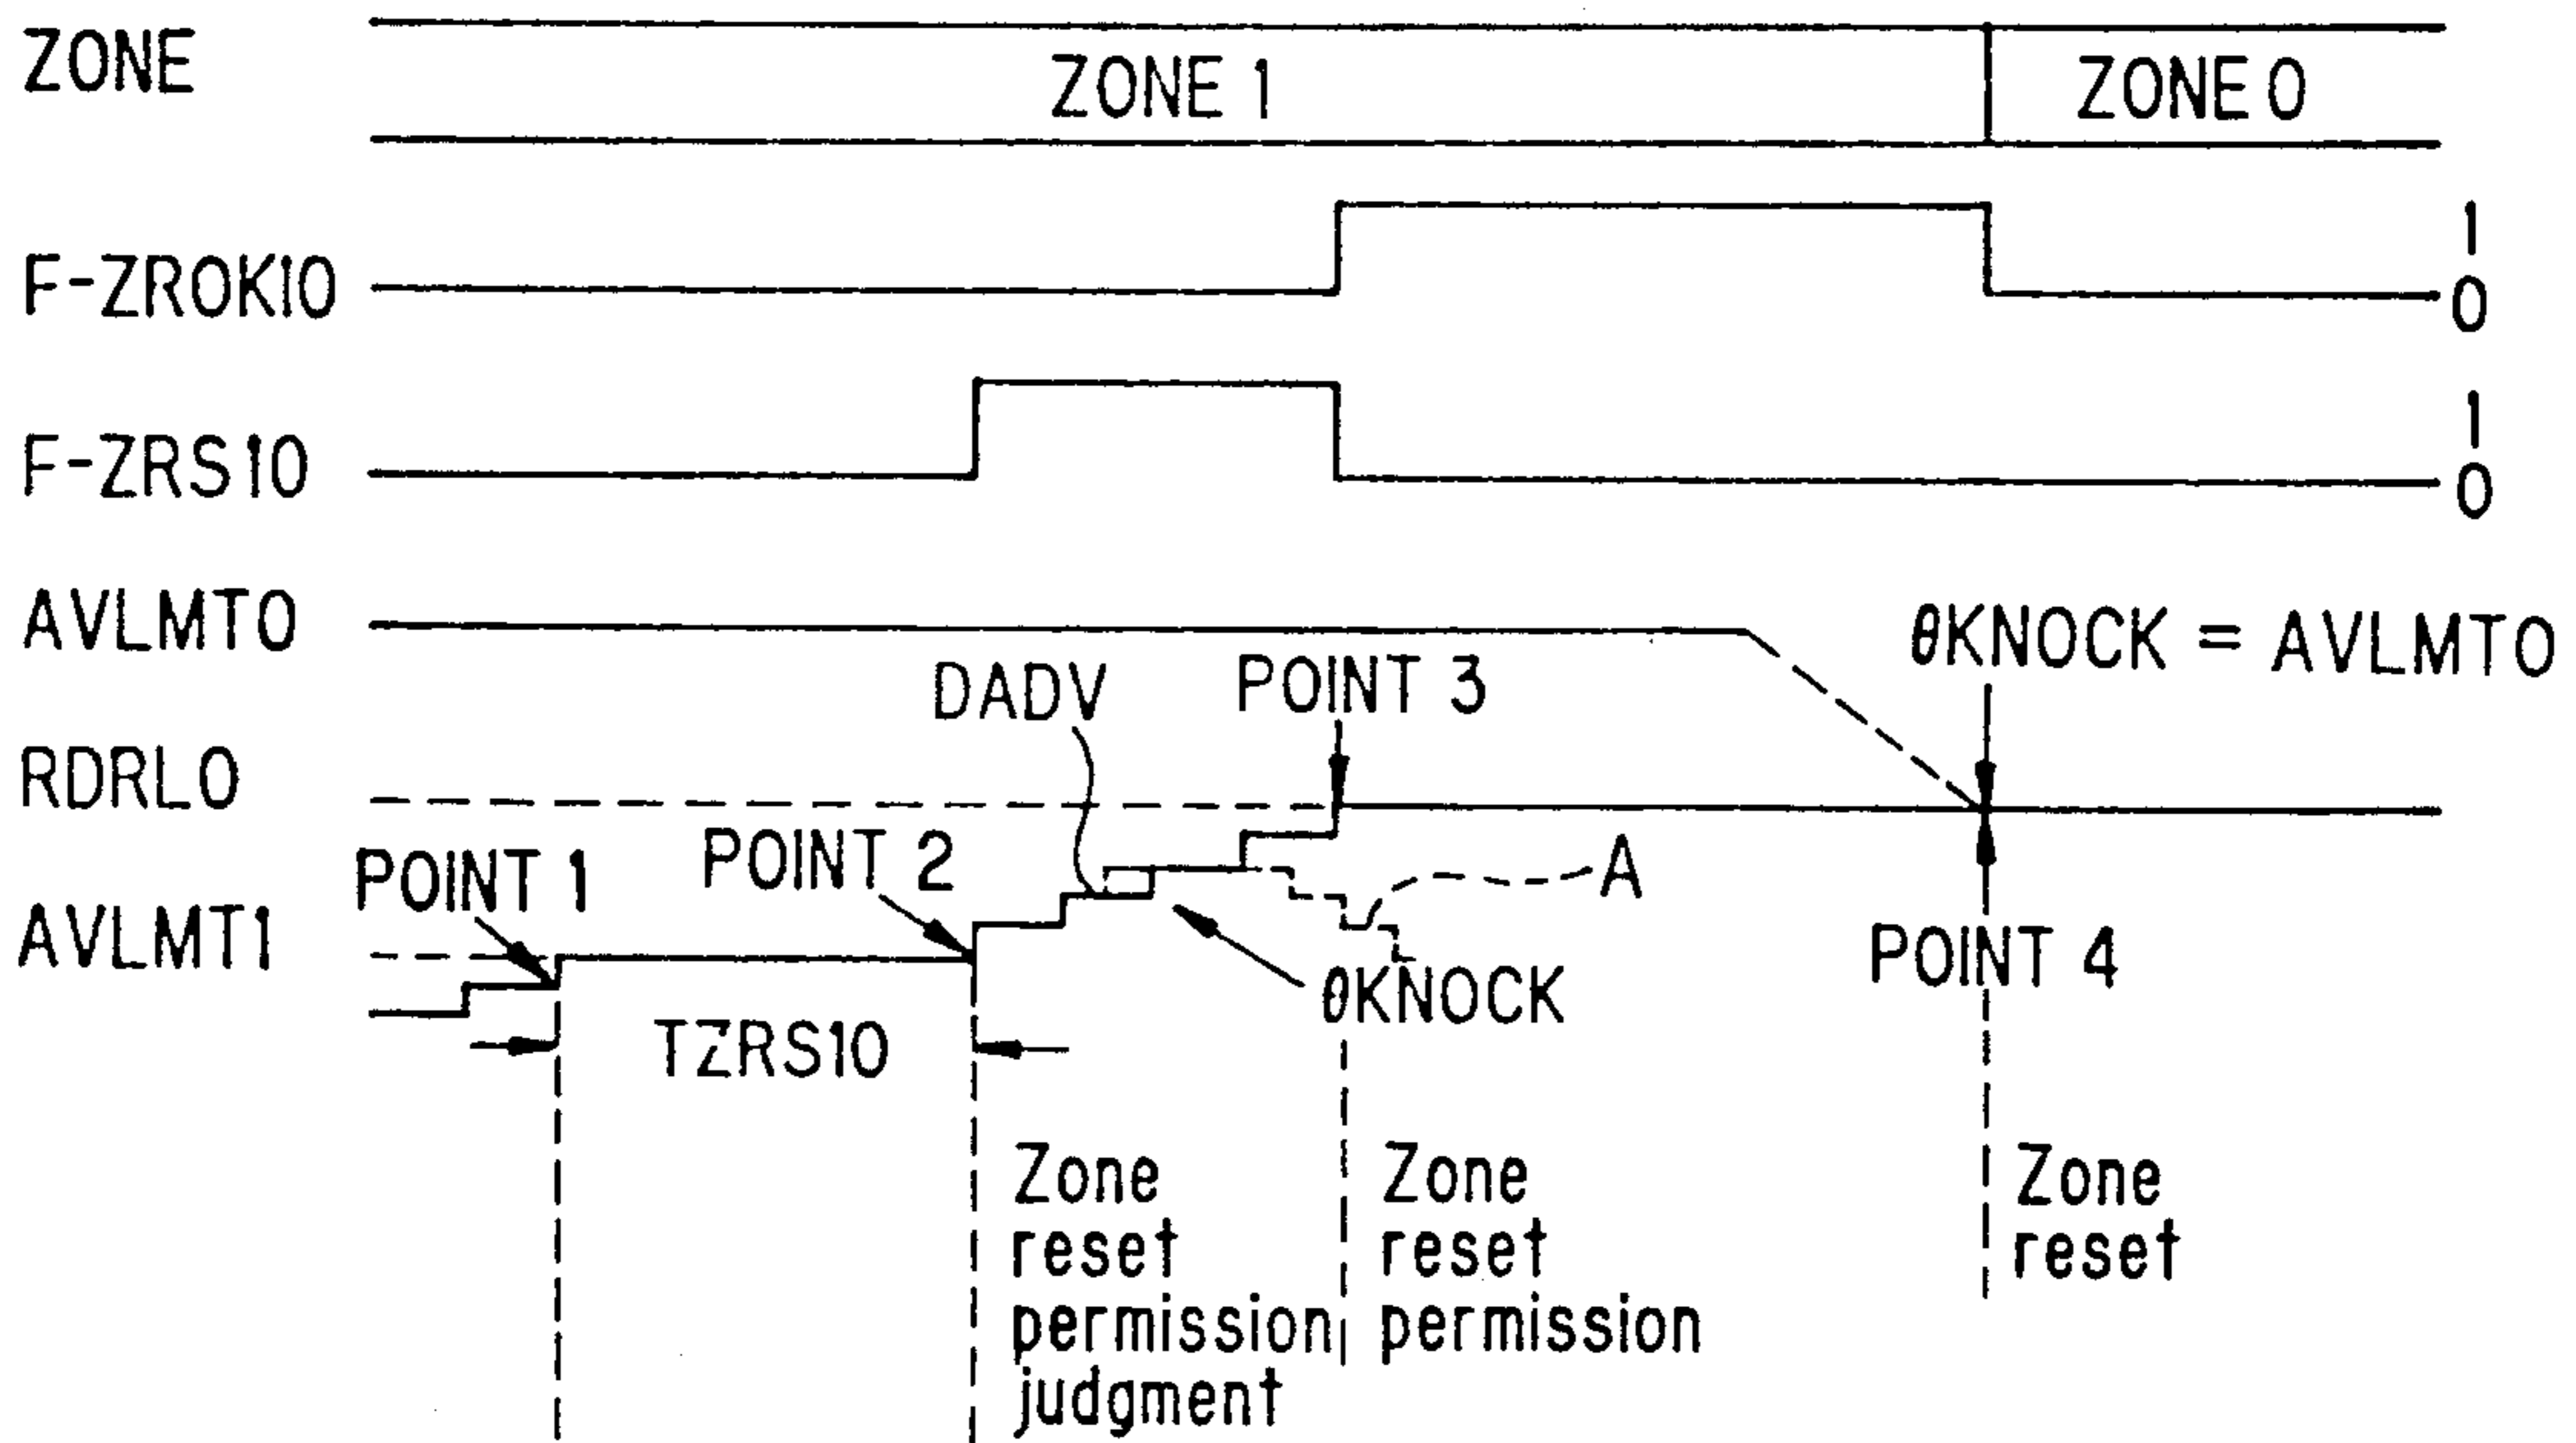 ZONE
ZONE 1
ZONE 0
F-ZROK10
1
0
F-ZRS10
1
0
AVLMT0
θKNOCK = AVLMT0
DADV
POINT 3
RDRL0
POINT 1
POINT 2
A
AVLMT1
θKNOCK
POINT 4
TZRS10
Zone
reset
permission
judgment
Zone
reset
permission
Zone
reset